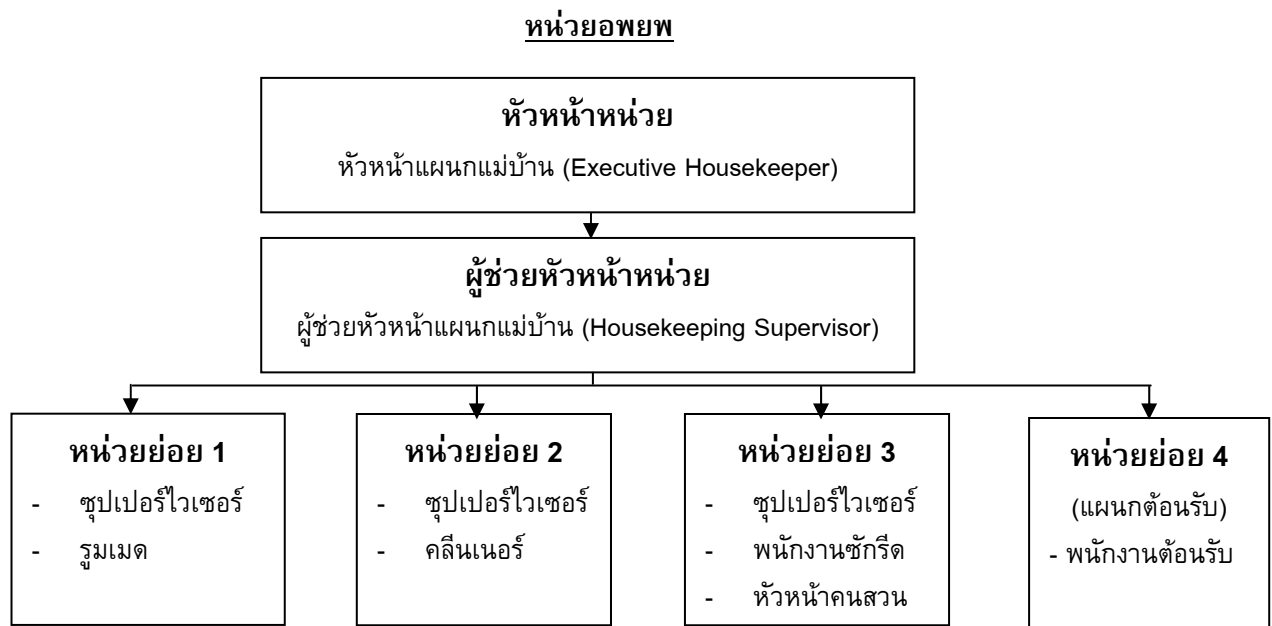 หน่วยอพยพ
หัวหน้าหน่วย
หัวหน้าแผนกแม่บ้าน (Executive Housekeeper)
ผู้ช่วยหัวหน้าหน่วย
ผู้ช่วยหัวหน้าแผนกแม่บ้าน (Housekeeping Supervisor)
หน่วยย่อย 1
- ซุปเปอร์ไวเซอร์
- รูมเมด
หน่วยย่อย 2
- ซุปเปอร์ไวเซอร์
- คลีนเนอร์
หน่วยย่อย 3
- ซุปเปอร์ไวเซอร์
- พนักงานซักรีด
- หัวหน้าคนสวน
หน่วยย่อย 4
(แผนกต้อนรับ)
- พนักงานต้อนรับ